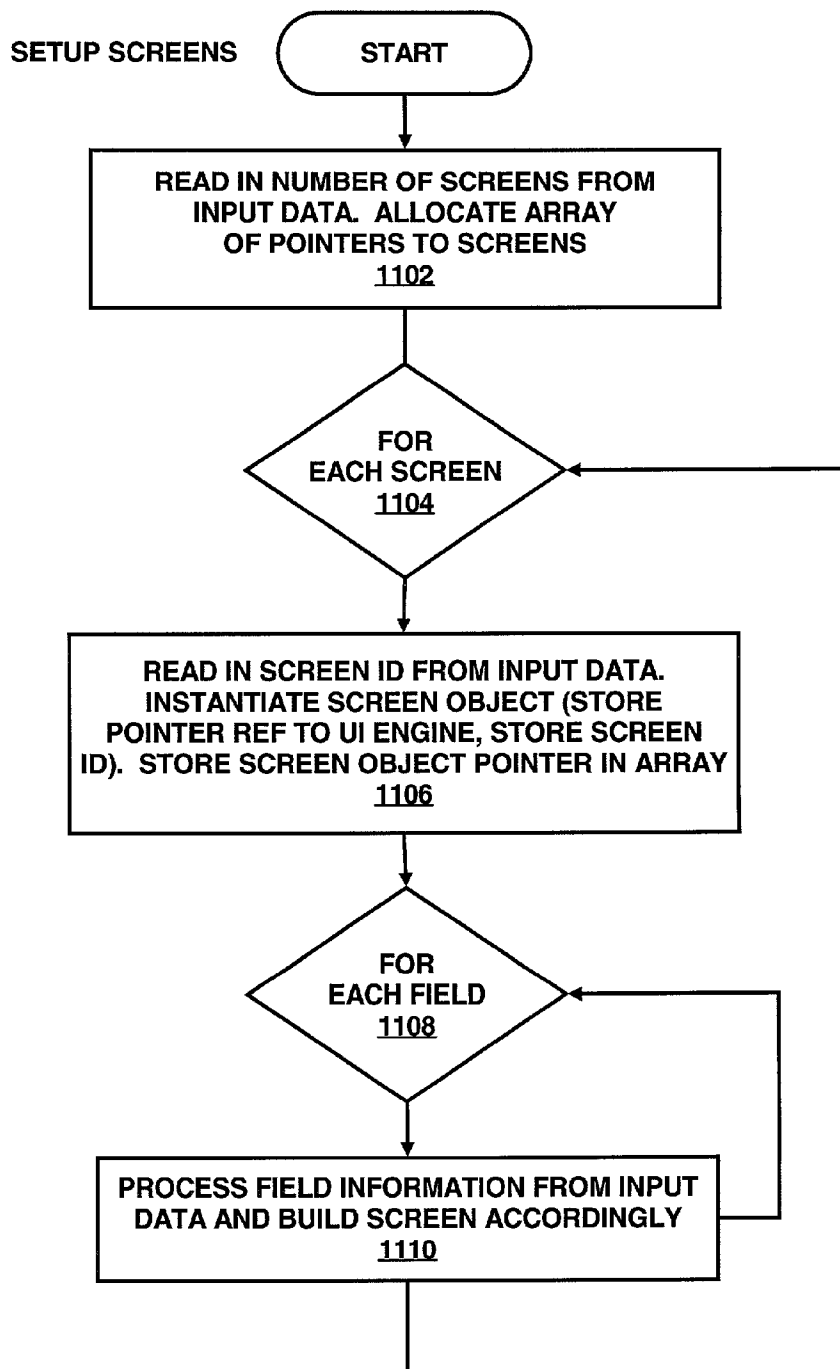 SETUP SCREENS
START
READ IN NUMBER OF SCREENS FROM
INPUT DATA. ALLOCATE ARRAY
OF POINTERS TO SCREENS
1102
FOR
EACH SCREEN
1104
READ IN SCREEN ID FROM INPUT DATA.
INSTANTIATE SCREEN OBJECT (STORE
POINTER REF TO UI ENGINE, STORE SCREEN
ID). STORE SCREEN OBJECT POINTER IN ARRAY
1106
FOR
EACH FIELD
1108
PROCESS FIELD INFORMATION FROM INPUT
DATA AND BUILD SCREEN ACCORDINGLY
1110